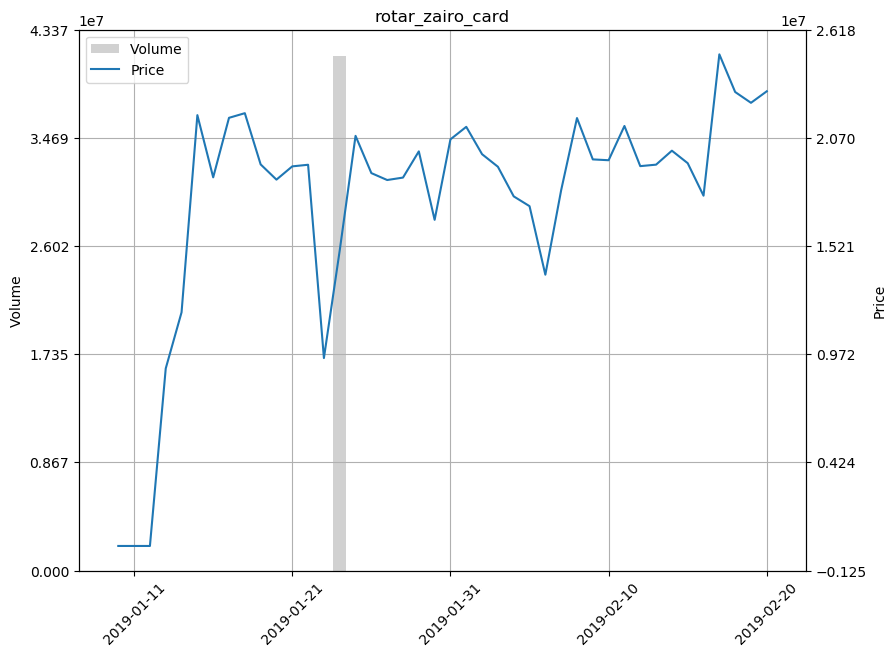 rotar_zairo_card
1e7
1e7
4.337
3.469
2.602
1.735
0.867
0.000
Volume
Volume
Price
2.618
2.070
1.521
0.972
0.424
−0.125
Price
2019-01-11
2019-01-21
2019-01-31
2019-02-10
2019-02-20